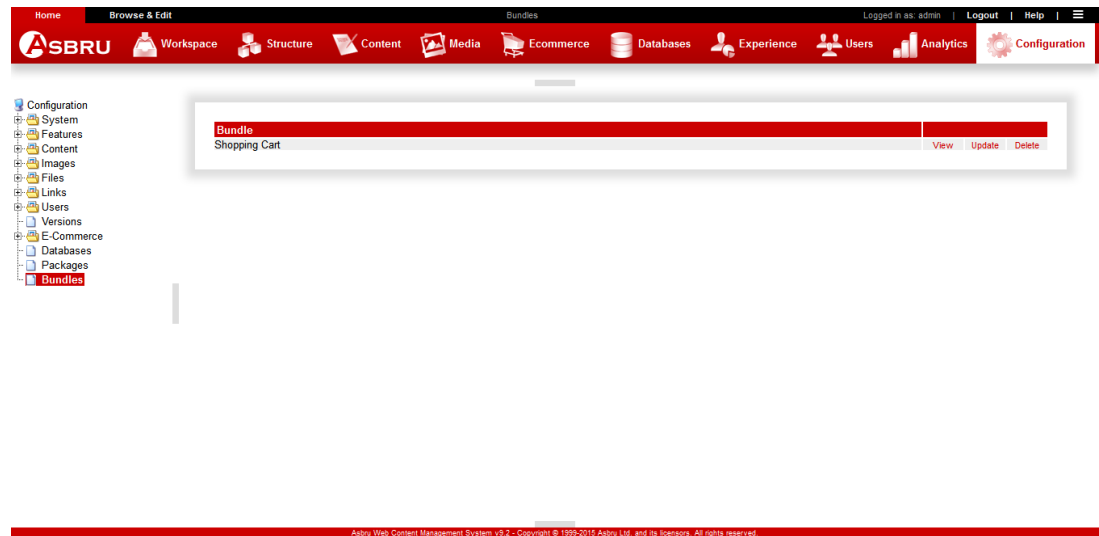 Home Browse & Edit Bundles Logged in as: admin | Logout | Help |
ASBRU Workspace Structure Content Media Ecommerce Databases Experience Users Analytics Configuration
Configuration
System
Features
Content
Images
Files
Links
Users
Versions
E-Commerce
Databases
Packages
Bundles
Bundle
Shopping Cart View Update Delete
Asbru Web Content Management System v9.2 - Copyright © 1999-2015 Asbru Ltd. and its licensors. All rights reserved.